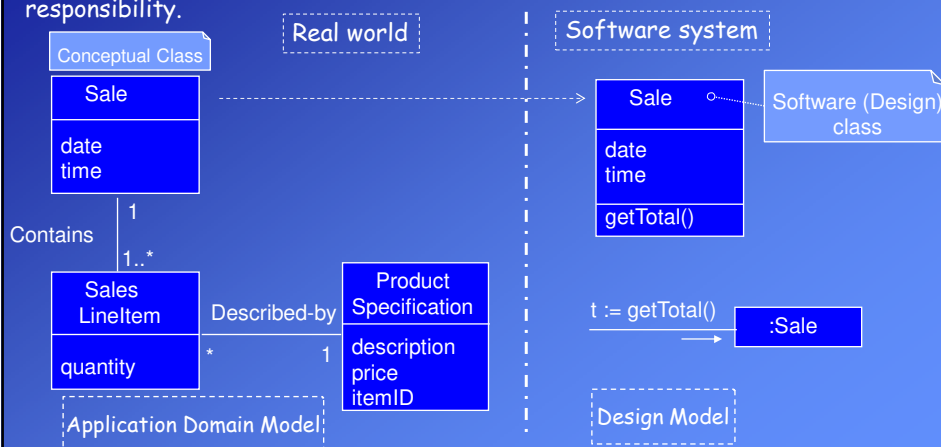 responsibility.
Real world
Software system
Conceptual Class
Sale
date
time
1
Contains
1..*
Sales
LineItem
quantity
Described-by
*
1
Product
Specification
description
price
itemID
Application Domain Model
Sale
date
time
getTotal()
Software (Design)
class
t := getTotal()
:Sale
Design Model